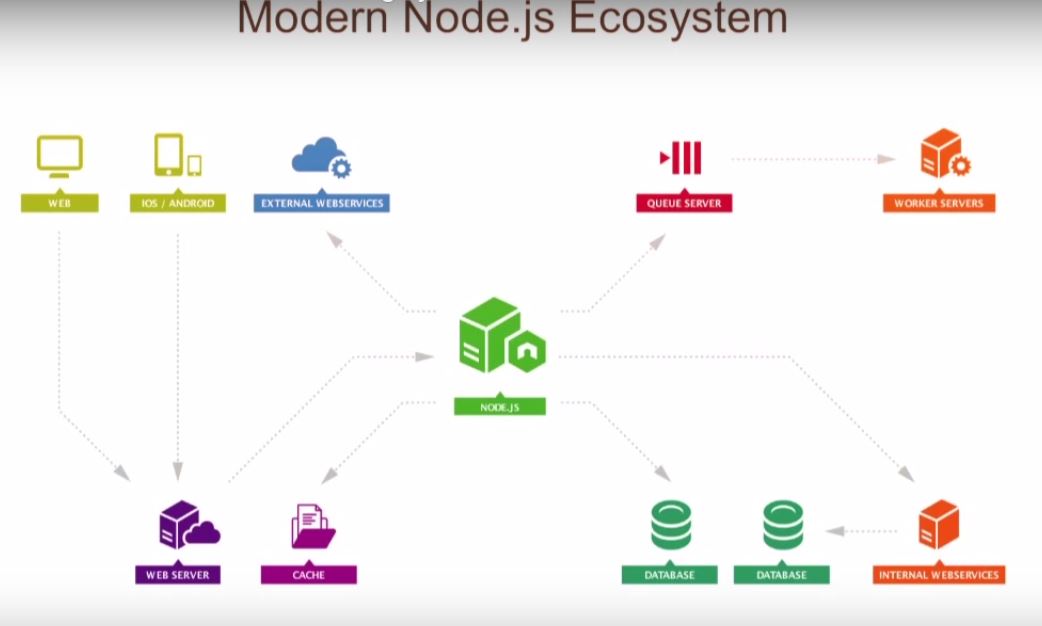 Modern Node.js Ecosystem
WEB
IOS / ANDROID
EXTERNAL WEBSERVICES
QUEUE SERVER
WORKER SERVERS
NODE.JS
WEB SERVER
CACHE
DATABASE
DATABASE
INTERNAL WEBSERVICES